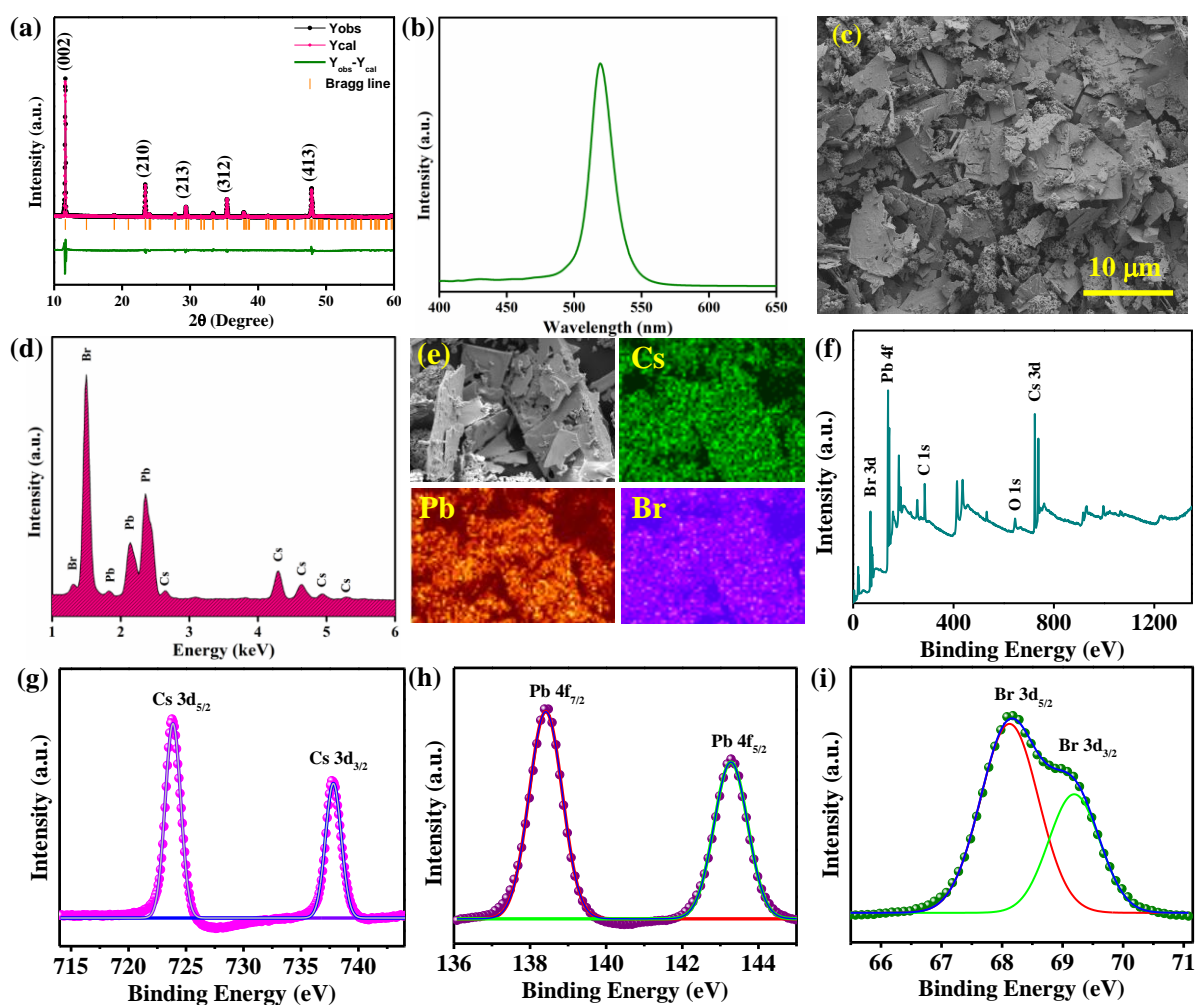 (a)
Yobs
Ycal
Y_obs-Y_cal
Bragg line
(002)
(210)
(213)
(312)
(413)
Intensity (a.u.)
10 20 30 40 50 60
2θ (Degree)
(b)
Intensity (a.u.)
400 450 500 550 600 650
Wavelength (nm)
(c)
10 µm
(d)
Br
Br
Pb
Pb
Pb
Cs
Cs
Cs
Cs
Cs
Intensity (a.u.)
1 2 3 4 5 6
Energy (keV)
(e)
Cs
Pb
Br
(f)
Br 3d
Pb 4f
C 1s
O 1s
Cs 3d
Intensity (a.u.)
0 400 800 1200
Binding Energy (eV)
(g)
Cs 3d5/2
Cs 3d3/2
Intensity (a.u.)
715 720 725 730 735 740
Binding Energy (eV)
(h)
Pb 4f7/2
Pb 4f5/2
Intensity (a.u.)
136 138 140 142 144
Binding Energy (eV)
(i)
Br 3d5/2
Br 3d3/2
Intensity (a.u.)
66 67 68 69 70 71
Binding Energy (eV)